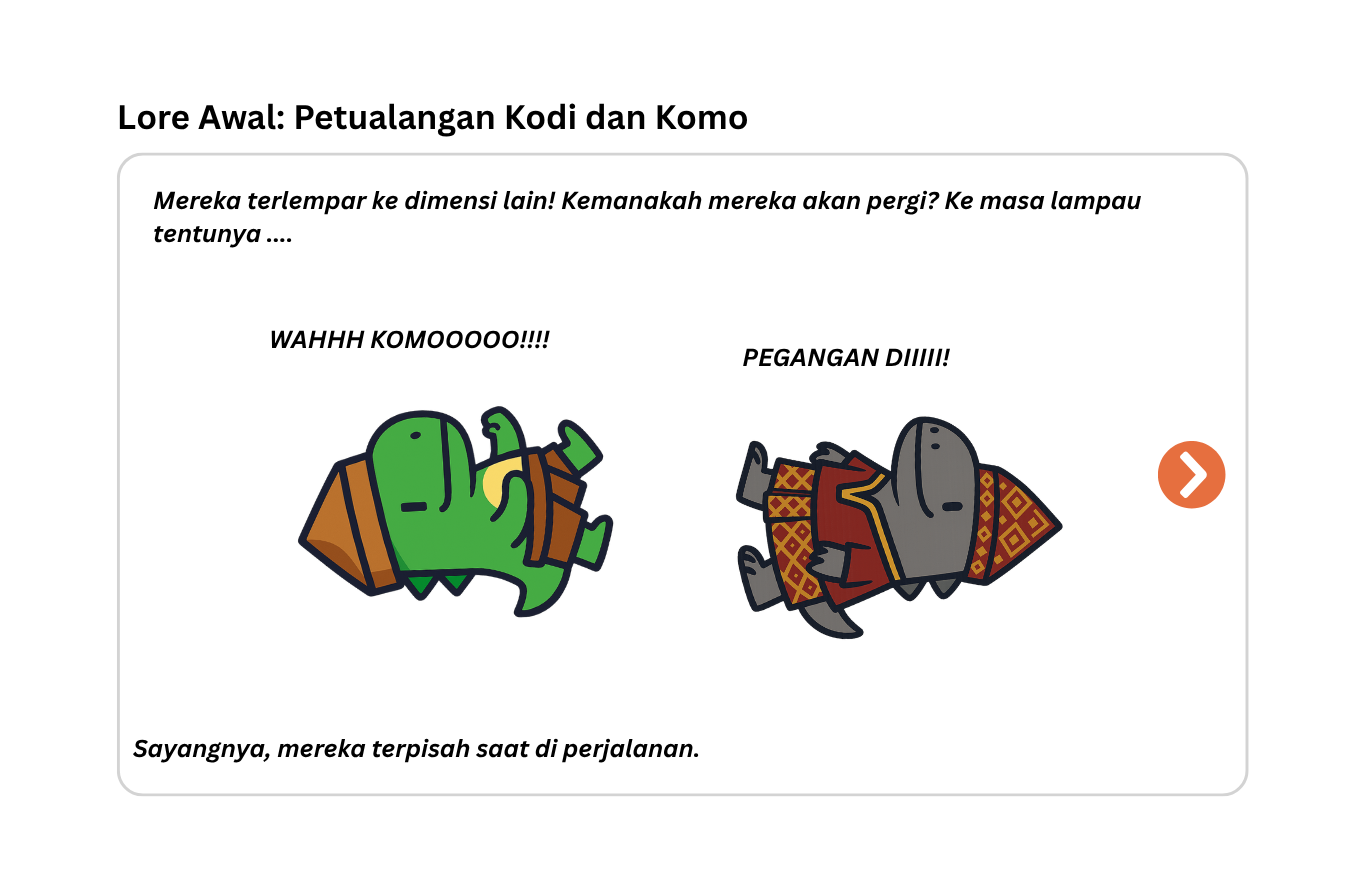 Lore Awal: Petualangan Kodi dan Komo
Mereka terlempar ke dimensi lain! Kemanakah mereka akan pergi? Ke masa lampau
tentunya ....
WAHHH KOMOOOOO!!!!
PEGANGAN DIIIII!
Sayangnya, mereka terpisah saat di perjalanan.